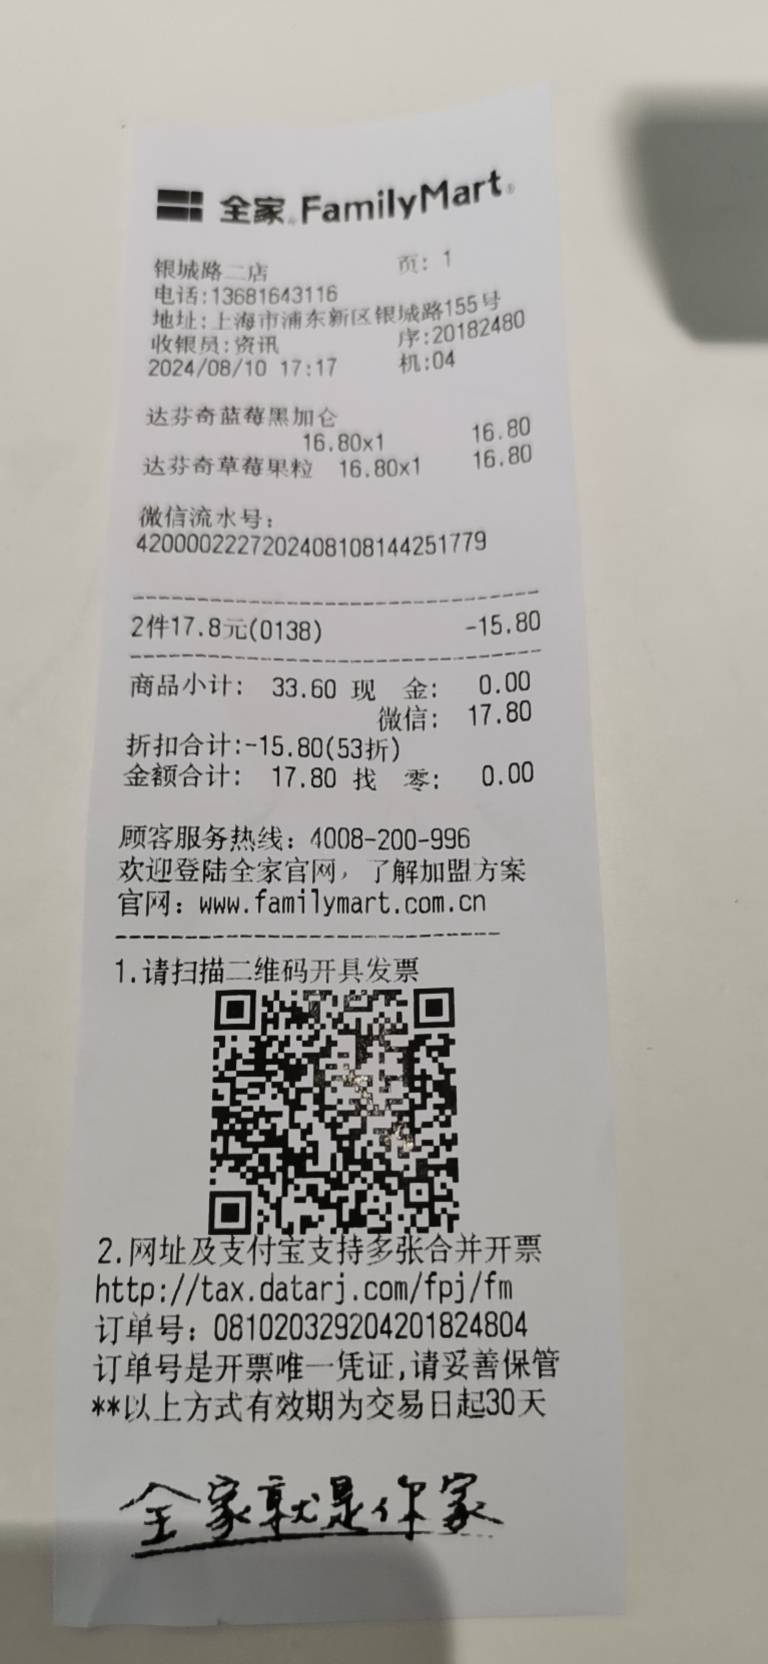 全家 FamilyMart
银城路二店 页: 1
电话:13681643116
地址:上海市浦东新区银城路155号
收银员:资讯 序:20182480
2024/08/10 17:17 机:04
达芬奇蓝莓黑加仑
16.80x1 16.80
达芬奇草莓果粒 16.80x1 16.80
微信流水号:
4200002227202408108144251779
2件17.8元(0138) -15.80
商品小计: 33.60 现 金: 0.00
微信: 17.80
折扣合计:-15.80(53折)
金额合计: 17.80 找 零: 0.00
顾客服务热线: 4008-200-996
欢迎登陆全家官网，了解加盟方案
官网: www.familymart.com.cn
1.请扫描二维码开具发票
2.网址及支付宝支持多张合并开票
http://tax.datarj.com/fpj/fm
订单号: 081020329204201824804
订单号是开票唯一凭证,请妥善保管
**以上方式有效期为交易日起30天
全家就是你家